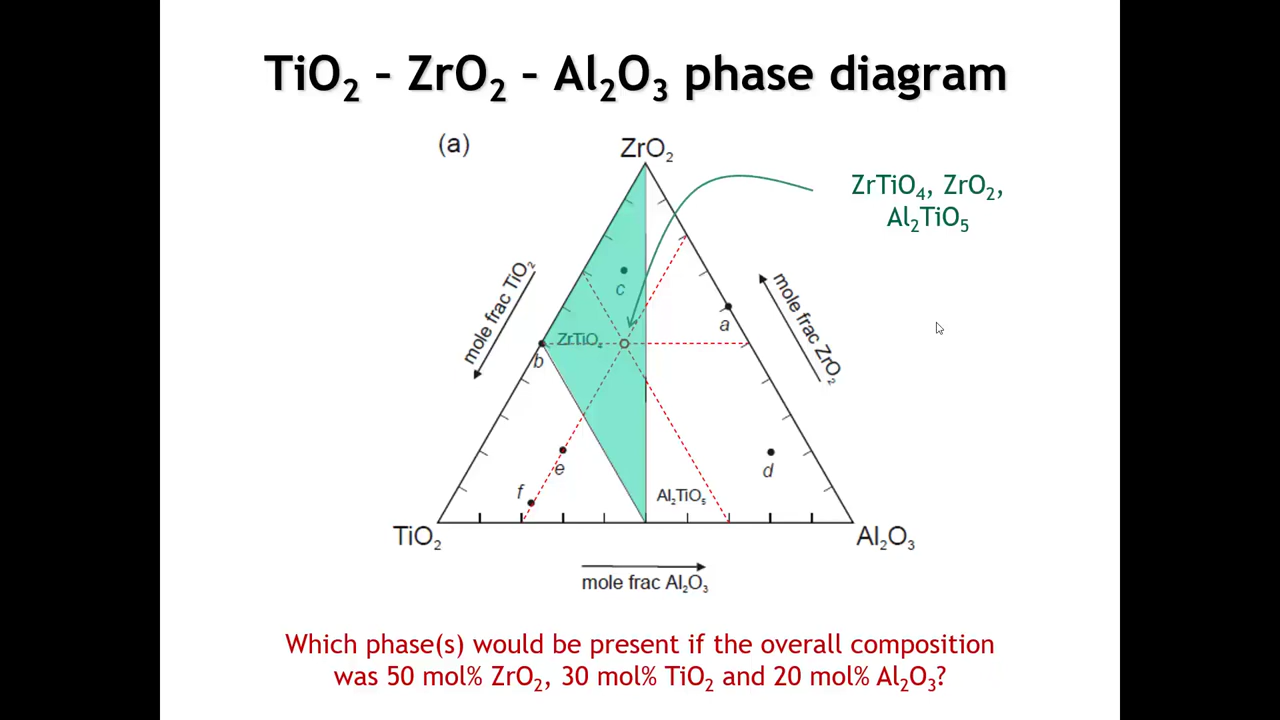 TiO₂ – ZrO₂ – Al₂O₃ phase diagram
(a)
ZrO₂
ZrTiO₄, ZrO₂,
Al₂TiO₅
mole frac TiO₂
mole frac ZrO₂
c
a
ZrTiO₄
b
e
d
f
Al₂TiO₅
TiO₂
Al₂O₃
mole frac Al₂O₃
Which phase(s) would be present if the overall composition
was 50 mol% ZrO₂, 30 mol% TiO₂ and 20 mol% Al₂O₃?